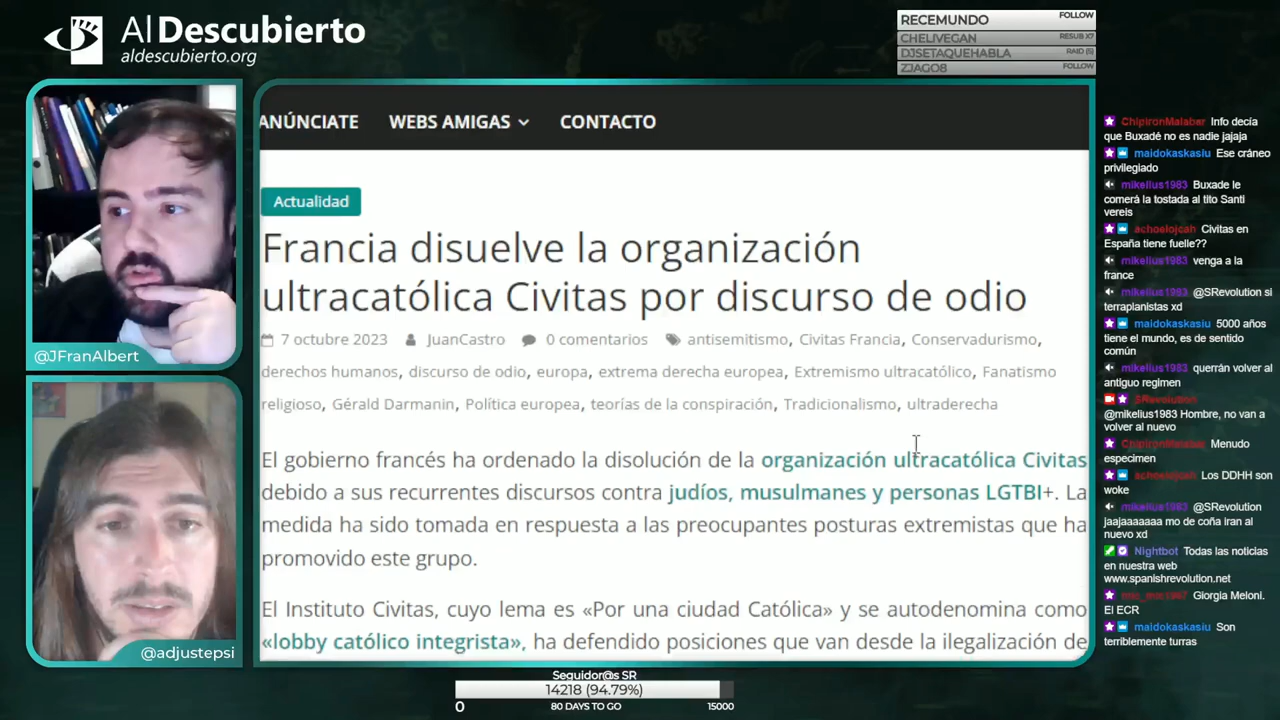 Al Descubierto
aldescubierto.org
RECEMUNDO FOLLOW
CHELIVEGAN RESUB X7
DJSETAQUEHABLA RAID (5)
ZJAGO8 FOLLOW
@JFranAlbert
@adjustepsi
ANÚNCIATE WEBS AMIGAS CONTACTO
Actualidad
Francia disuelve la organización
ultracatólica Civitas por discurso de odio
7 octubre 2023 JuanCastro 0 comentarios antisemitismo, Civitas Francia, Conservadurismo,
derechos humanos, discurso de odio, europa, extrema derecha europea, Extremismo ultracatólico, Fanatismo
religioso, Gérald Darmanin, Política europea, teorías de la conspiración, Tradicionalismo, ultraderecha
El gobierno francés ha ordenado la disolución de la organización ultracatólica Civitas
debido a sus recurrentes discursos contra judíos, musulmanes y personas LGTBI+. La
medida ha sido tomada en respuesta a las preocupantes posturas extremistas que ha
promovido este grupo.
El Instituto Civitas, cuyo lema es «Por una ciudad Católica» y se autodenomina como
«lobby católico integrista», ha defendido posiciones que van desde la ilegalización de
ChipironMalaber Info decía
que Buxadé no es nadie jajaja
maidokaskasiu Ese cráneo
privilegiado
mikelius1983 Buxade le
comerá la tostada al tito Santi
vereis
achoelojcah Civitas en
España tiene fuelle??
mikelius1983 venga a la
france
mikelius1983 @SRevolution si
terraplanistas xd
maidokaskasiu 5000 años
tiene el mundo, es de sentido
común
mikelius1983 querrán volver al
antiguo regimen
SRevolution
@mikelius1983 Hombre, no van a
volver al nuevo
ChipironMalaber Menudo
especimen
achoelojcah Los DDHH son
woke
mikelius1983 @SRevolution
jaajaaaaaaa mo de coña iran al
nuevo xd
Nightbot Todas las noticias
en nuestra web
www.spanishrevolution.net
Giorgia Meloni.
El ECR
maidokaskasiu Son
terriblemente turras
Seguidor@s SR
14218 (94.79%)
0 80 DAYS TO GO 15000